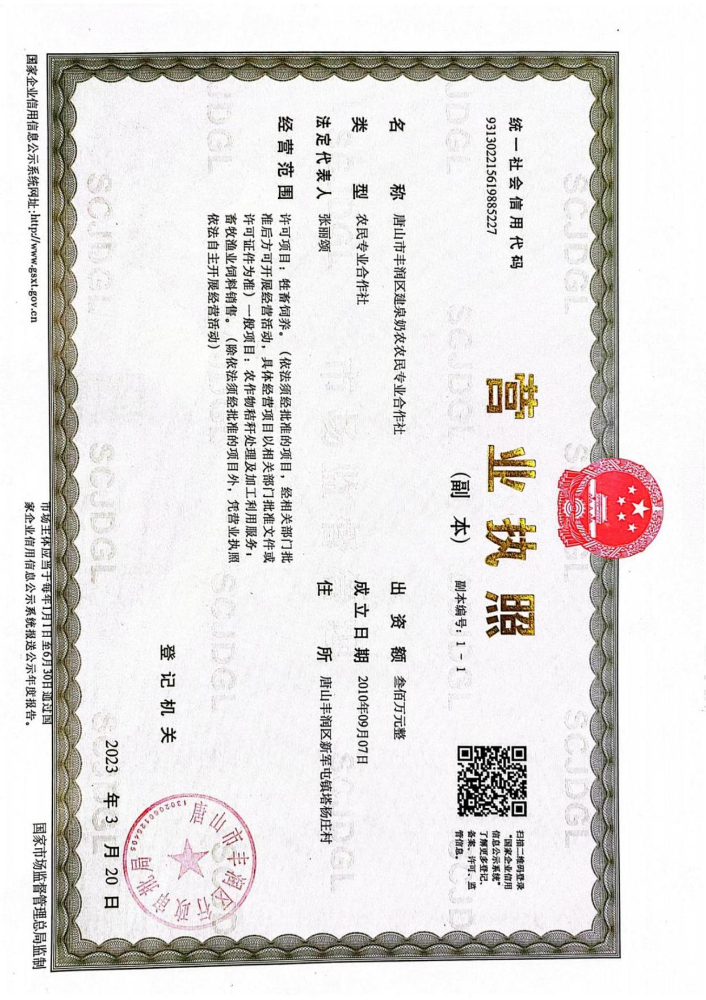 统一社会信用代码
931302215619885227
营业执照
（副 本）
副本编号：1－1
扫描二维码登录
“国家企业信用
信息公示系统”
了解更多登记、
备案、许可、监
管信息。
名称 唐山市丰润区建泉奶农农民专业合作社
类型 农民专业合作社
法定代表人 张丽颂
经营范围 许可项目：牲畜饲养。（依法须经批准的项目，经相关部门批
准后方可开展经营活动，具体经营项目以相关部门批准文件或
许可证件为准）一般项目：农作物秸秆处理及加工利用服务；
畜牧渔业饲料销售。（除依法须经批准的项目外，凭营业执照
依法自主开展经营活动）
出资额 叁佰万元整
成立日期 2010年09月07日
住所 唐山丰润区新军屯镇塔杨庄村
登记机关
唐山市丰润区行政审批局
1302060125405
2023 年 3 月 20 日
国家企业信用信息公示系统网址：http://www.gsxt.gov.cn
市场主体应当于每年1月1日至6月30日通过国
家企业信用信息公示系统报送公示年度报告。
国家市场监督管理总局监制
SCJDGL